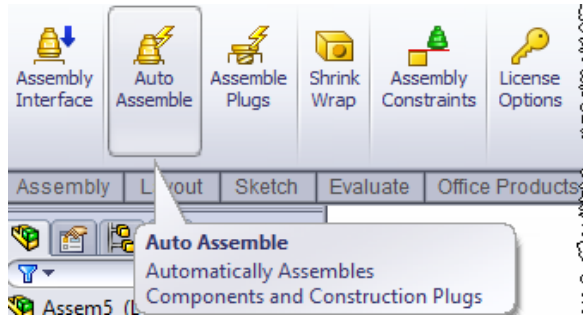 Assembly Interface
Auto Assemble
Assemble Plugs
Shrink Wrap
Assembly Constraints
License Options
Assembly
Layout
Sketch
Evaluate
Office Products
Auto Assemble
Automatically Assembles
Components and Construction Plugs
Assem5